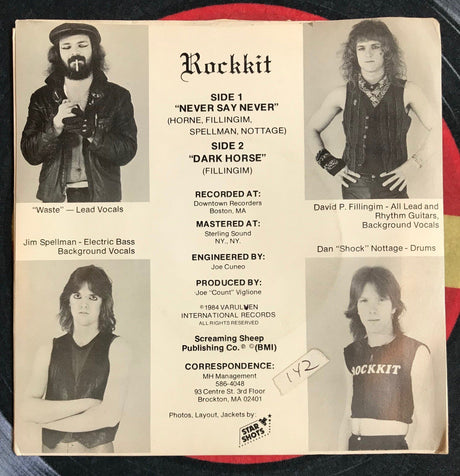 Rockkit
SIDE 1
"NEVER SAY NEVER"
(HORNE, FILLINGIM,
SPELLMAN, NOTTAGE)
SIDE 2
"DARK HORSE"
(FILLINGIM)
RECORDED AT:
Downtown Recorders
Boston, MA
MASTERED AT:
Sterling Sound
NY., NY.
ENGINEERED BY:
Joe Cuneo
PRODUCED BY:
Joe "Count" Viglione
©1984 VARULVEN
INTERNATIONAL RECORDS
ALL RIGHTS RESERVED
Screaming Sheep
Publishing Co. ℗ © (BMI)
CORRESPONDENCE:
MH Management
586-4048
93 Centre St. 3rd Floor
Brockton, MA 02401
Photos, Layout, Jackets by:
STAR
SHOTS
"Waste" — Lead Vocals
Jim Spellman - Electric Bass
Background Vocals
David P. Fillingim - All Lead and
Rhythm Guitars,
Background Vocals
Dan "Shock" Nottage - Drums
ROCKKIT
142